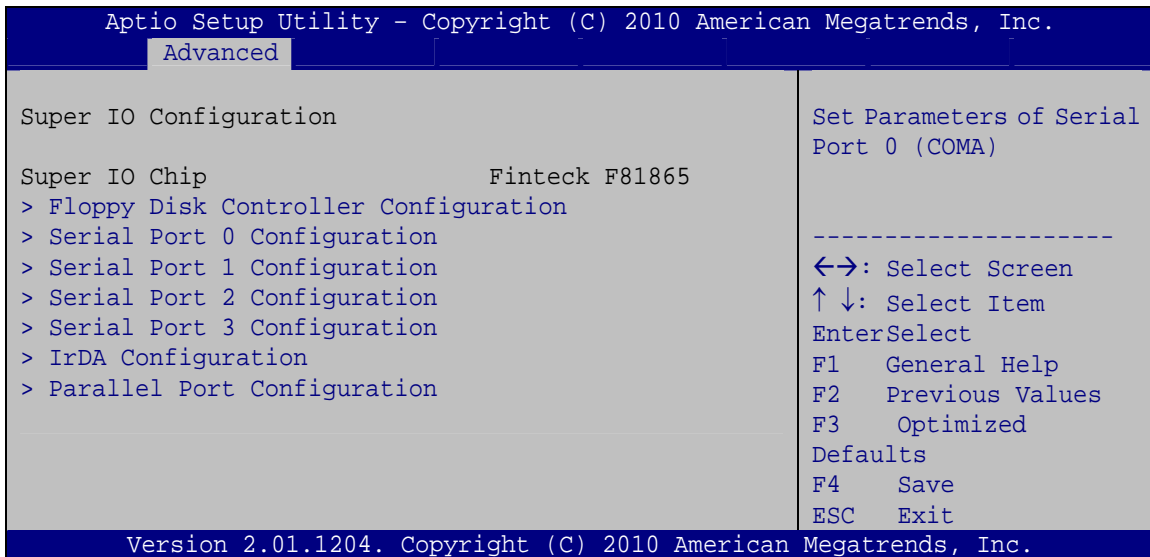 Aptio Setup Utility – Copyright (C) 2010 American Megatrends, Inc.
Advanced
Super IO Configuration
Super IO Chip Finteck F81865
> Floppy Disk Controller Configuration
> Serial Port 0 Configuration
> Serial Port 1 Configuration
> Serial Port 2 Configuration
> Serial Port 3 Configuration
> IrDA Configuration
> Parallel Port Configuration
Set Parameters of Serial
Port 0 (COMA)
---------------------
←→: Select Screen
↑ ↓: Select Item
EnterSelect
F1 General Help
F2 Previous Values
F3 Optimized
Defaults
F4 Save
ESC Exit
Version 2.01.1204. Copyright (C) 2010 American Megatrends, Inc.